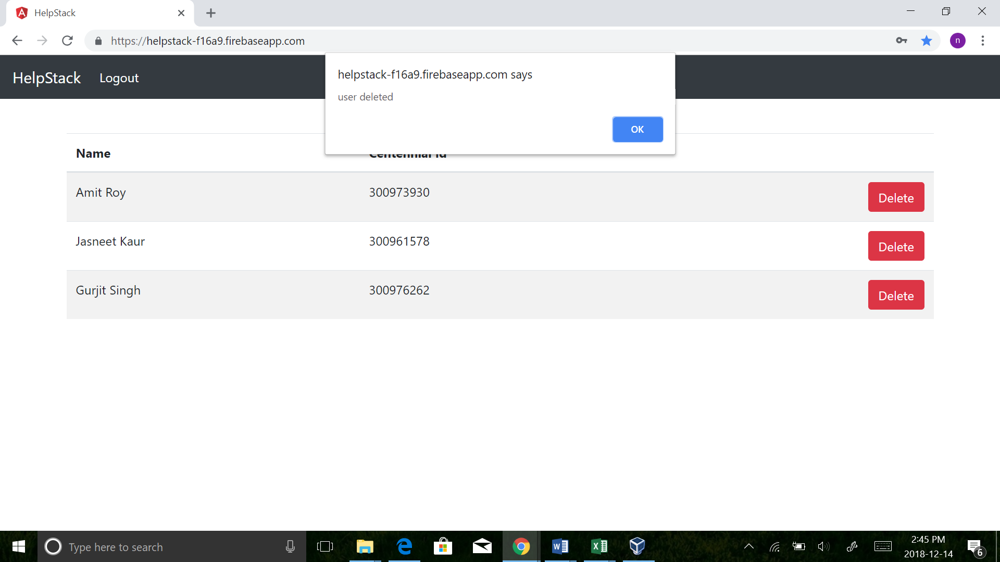 HelpStack
https://helpstack-f16a9.firebaseapp.com
n
HelpStack Logout
helpstack-f16a9.firebaseapp.com says
user deleted
OK
Name Centennial Id
Amit Roy 300973930 Delete
Jasneet Kaur 300961578 Delete
Gurjit Singh 300976262 Delete
Type here to search
2:45 PM
2018-12-14
6